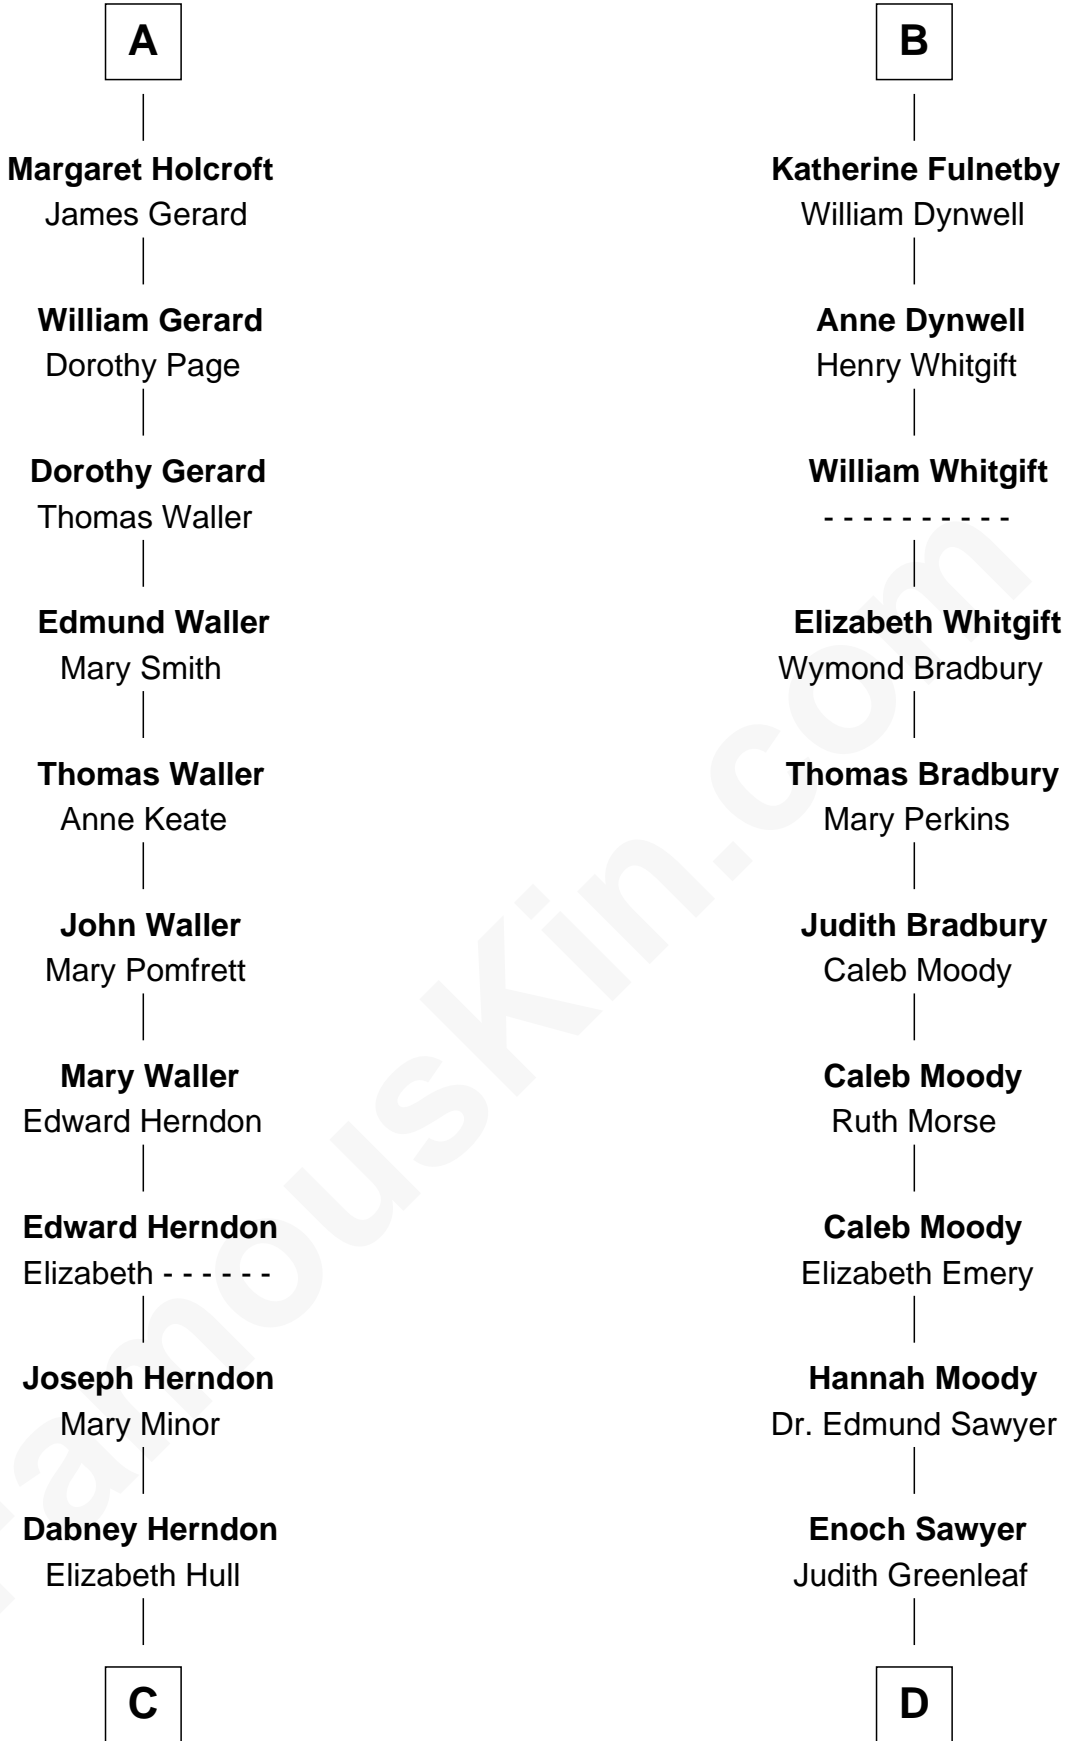 A
Margaret Holcroft
James Gerard
William Gerard
Dorothy Page
Dorothy Gerard
Thomas Waller
Edmund Waller
Mary Smith
Thomas Waller
Anne Keate
John Waller
Mary Pomfrett
Mary Waller
Edward Herndon
Edward Herndon
Elizabeth - - - - - -
Joseph Herndon
Mary Minor
Dabney Herndon
Elizabeth Hull
C
B
Katherine Fulnetby
William Dynwell
Anne Dynwell
Henry Whitgift
William Whitgift
- - - - - - - - - -
Elizabeth Whitgift
Wymond Bradbury
Thomas Bradbury
Mary Perkins
Judith Bradbury
Caleb Moody
Caleb Moody
Ruth Morse
Caleb Moody
Elizabeth Emery
Hannah Moody
Dr. Edmund Sawyer
Enoch Sawyer
Judith Greenleaf
D
FamousKin.com